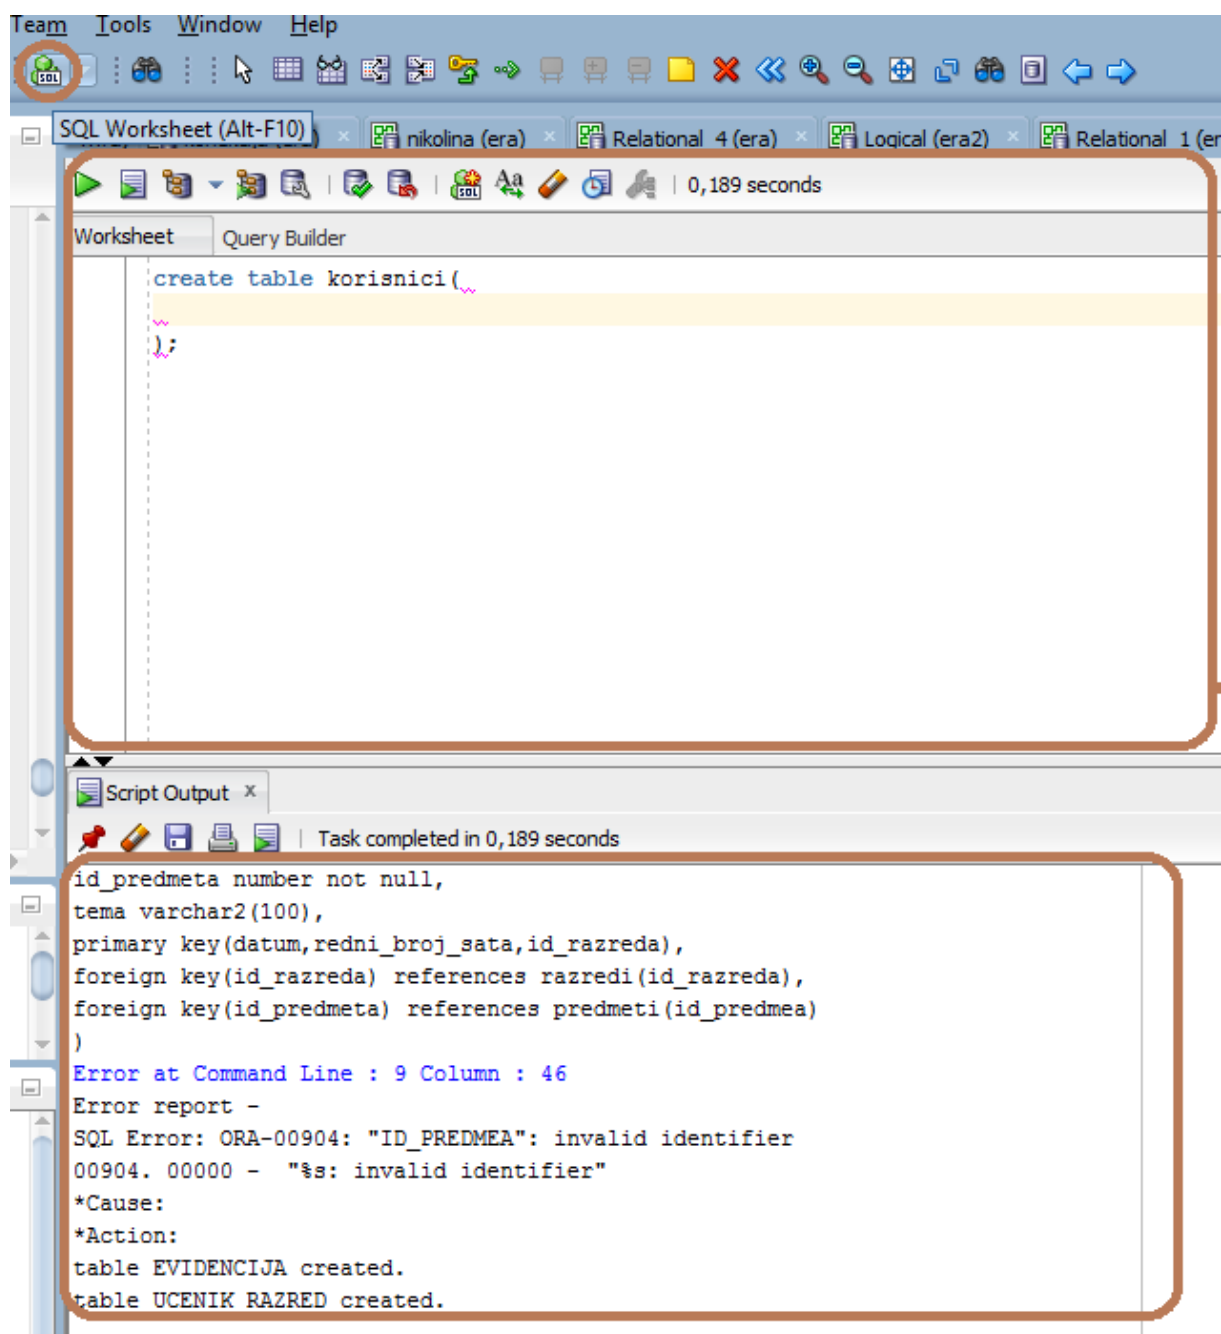 Team Tools Window Help
SQL
SQL Worksheet (Alt-F10)
nikolina (era) Relational_4 (era) Logical (era2) Relational_1 (er
SQL 0,189 seconds
Worksheet Query Builder
create table korisnici(
);
Script Output x
Task completed in 0,189 seconds
id_predmeta number not null,
tema varchar2(100),
primary key(datum,redni_broj_sata,id_razreda),
foreign key(id_razreda) references razredi(id_razreda),
foreign key(id_predmeta) references predmeti(id_predmea)
)
Error at Command Line : 9 Column : 46
Error report -
SQL Error: ORA-00904: "ID_PREDMEA": invalid identifier
00904. 00000 - "%s: invalid identifier"
*Cause:
*Action:
table EVIDENCIJA created.
table UCENIK_RAZRED created.